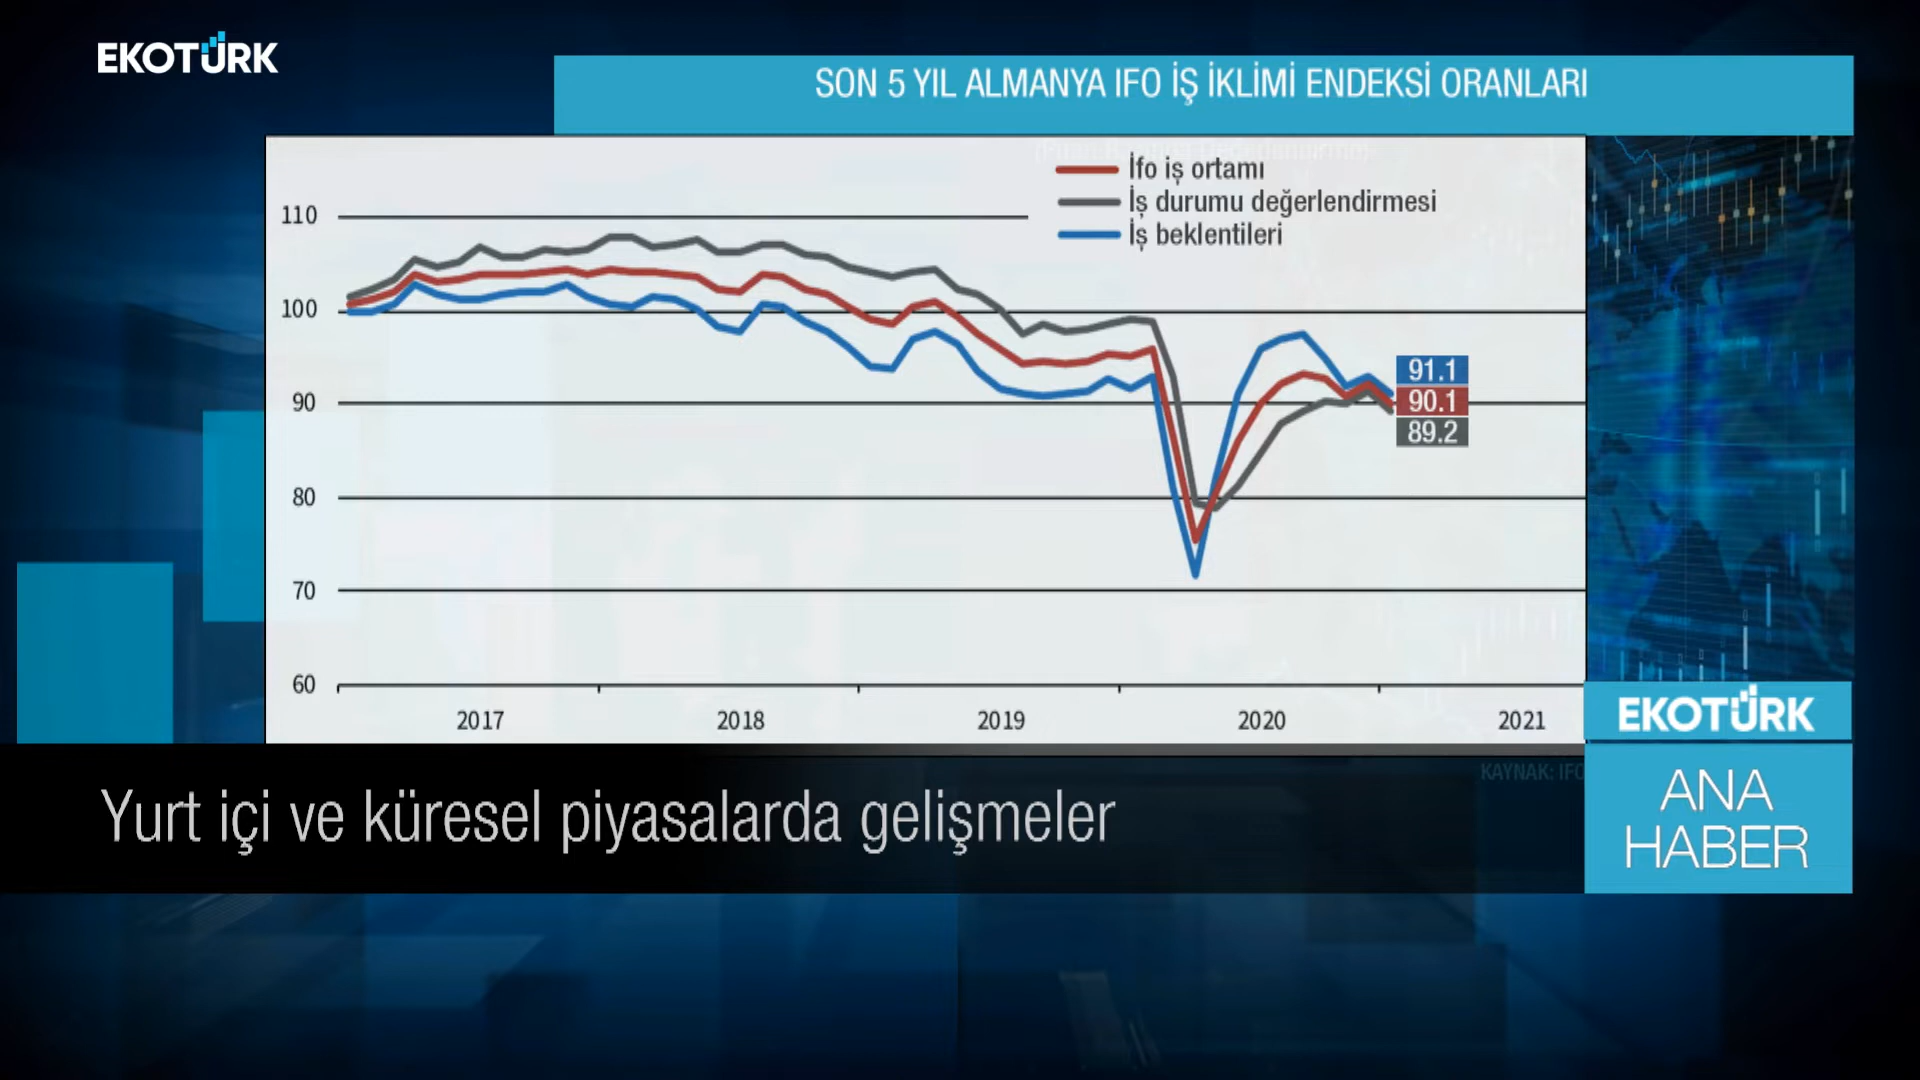 EKOTÜRK
SON 5 YIL ALMANYA IFO İŞ İKLİMİ ENDEKSİ ORANLARI
İfo iş ortamı
İş durumu değerlendirmesi
İş beklentileri
110
100
90
80
70
60
91.1
90.1
89.2
2017 2018 2019 2020 2021
EKOTÜRK
KAYNAK: IFO
Yurt içi ve küresel piyasalarda gelişmeler
ANA
HABER